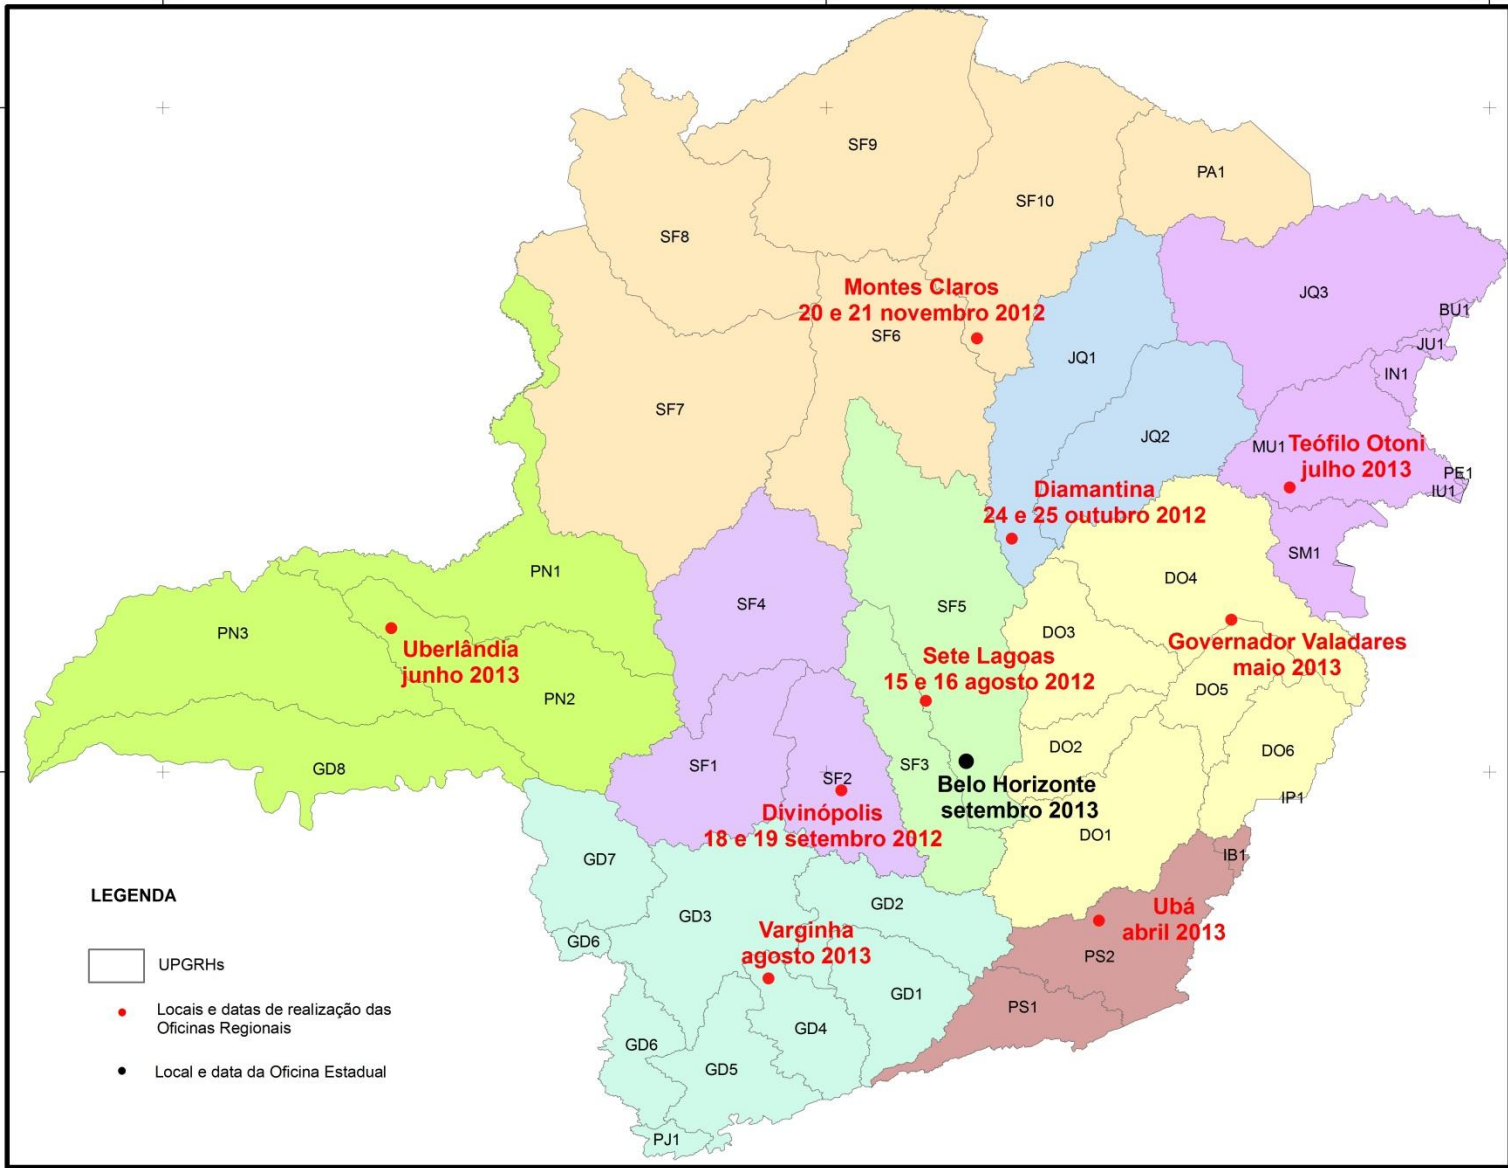 SF9
PA1
SF10
SF8
Montes Claros
20 e 21 novembro 2012
JQ3
BU1
SF6
JU1
JQ1
IN1
SF7
JQ2
MU1
Teófilo Otoni
julho 2013
PE1
IU1
Diamantina
24 e 25 outubro 2012
SM1
PN1
DO4
SF4
SF5
PN3
DO3
Uberlândia
junho 2013
Sete Lagoas
15 e 16 agosto 2012
Governador Valadares
maio 2013
PN2
DO5
DO2
DO6
GD8
SF1
SF2
SF3
Belo Horizonte
setembro 2013
IP1
Divinópolis
18 e 19 setembro 2012
DO1
GD7
IB1
LEGENDA
GD2
GD3
Ubá
abril 2013
Varginha
agosto 2013
GD6
PS2
UPGRHs
GD1
PS1
Locais e datas de realização das
Oficinas Regionais
GD4
GD6
GD5
Local e data da Oficina Estadual
PJ1